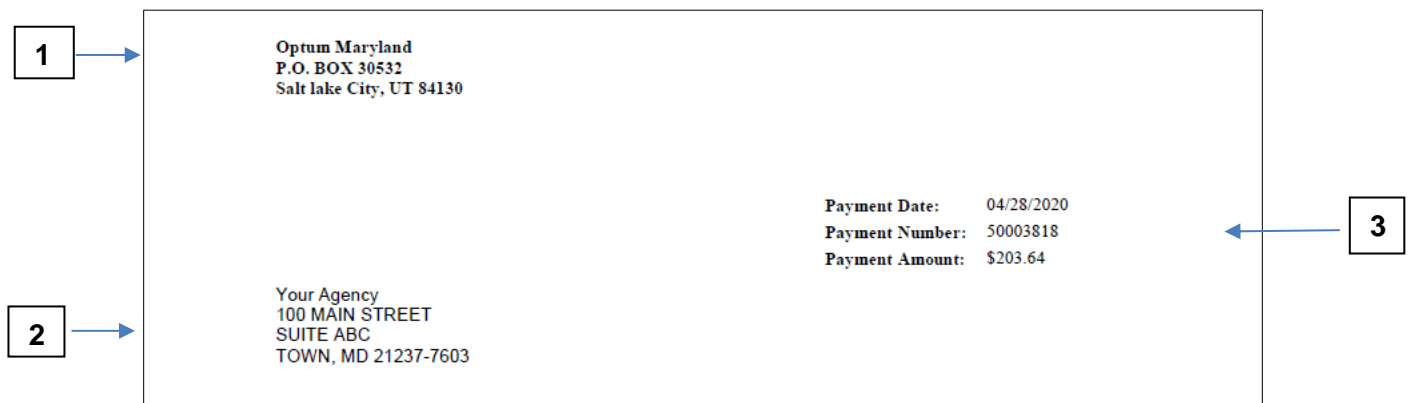 1
Optum Maryland
P.O. BOX 30532
Salt lake City, UT 84130
Payment Date: 04/28/2020
Payment Number: 50003818
Payment Amount: $203.64
3
Your Agency
100 MAIN STREET
SUITE ABC
TOWN, MD 21237-7603
2